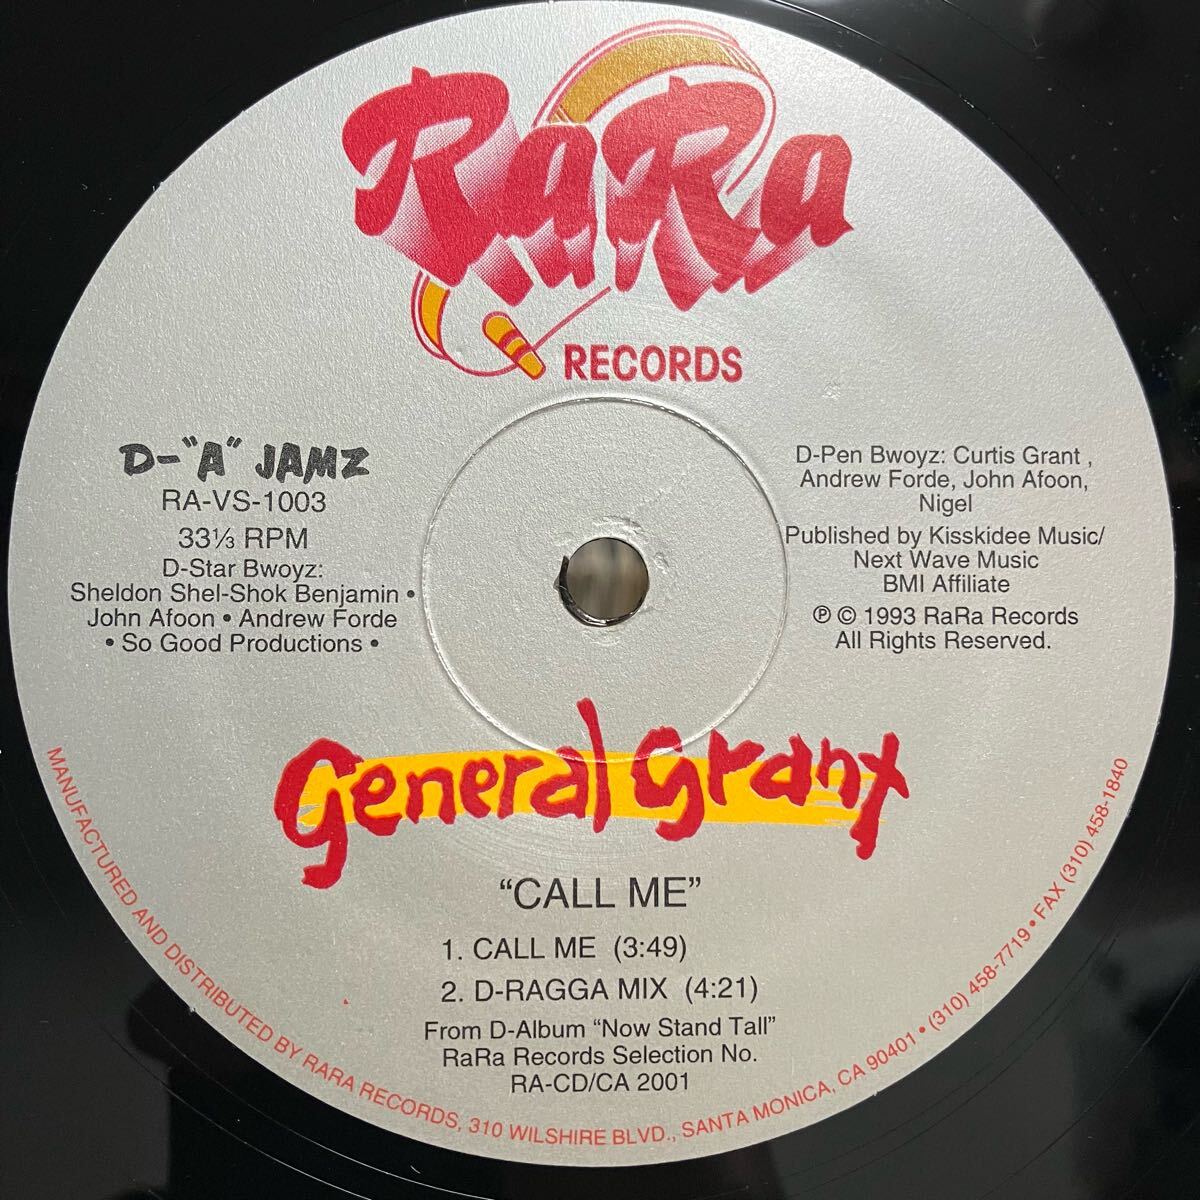 RaRa
RECORDS
D-"A" JAMZ
RA-VS-1003
33⅓ RPM
D-Star Bwoyz:
Sheldon Shel-Shok Benjamin •
John Afoon • Andrew Forde
• So Good Productions •
D-Pen Bwoyz: Curtis Grant ,
Andrew Forde, John Afoon,
Nigel
Published by Kisskidee Music/
Next Wave Music
BMI Affiliate
℗ © 1993 RaRa Records
All Rights Reserved.
General Grant
“CALL ME”
1. CALL ME (3:49)
2. D-RAGGA MIX (4:21)
From D-Album “Now Stand Tall”
RaRa Records Selection No.
RA-CD/CA 2001
MANUFACTURED AND DISTRIBUTED BY RARA RECORDS, 310 WILSHIRE BLVD., SANTA MONICA, CA 90401 • (310) 458-7719 • FAX (310) 458-1840